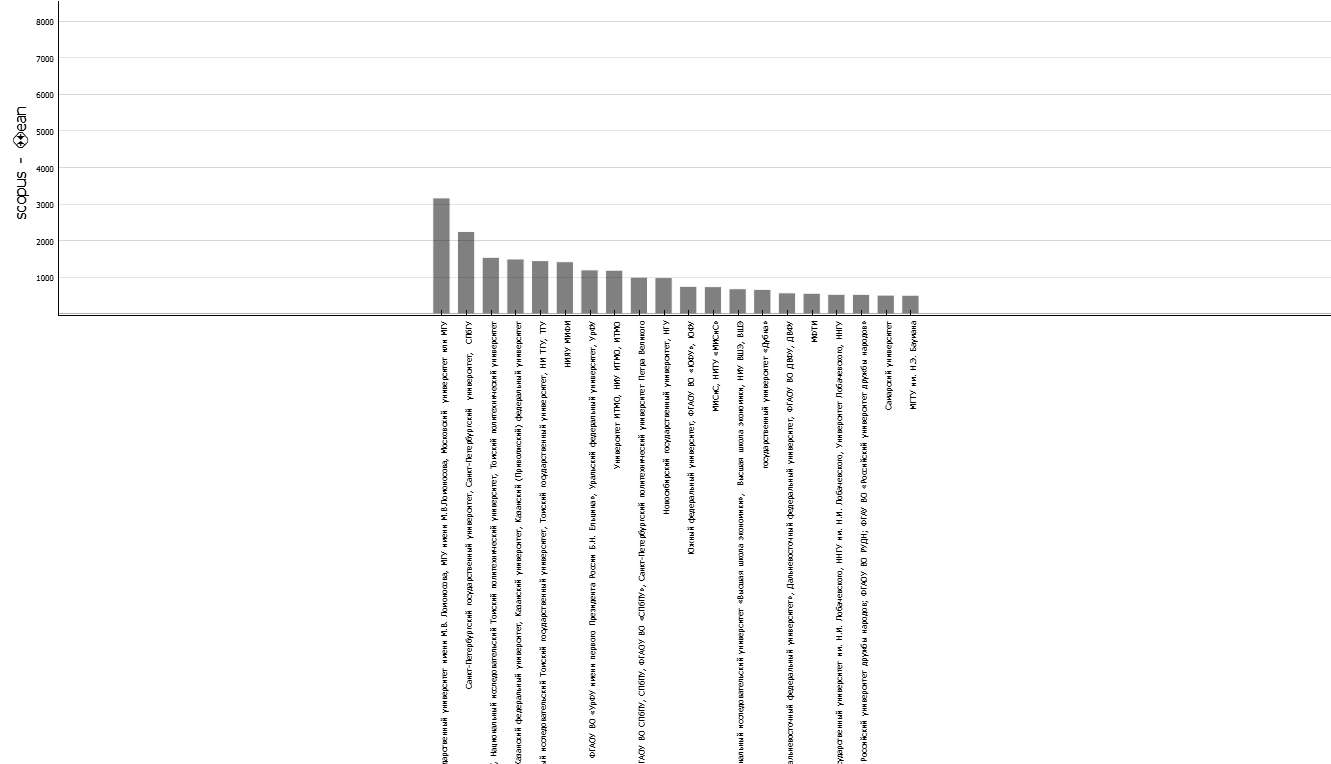 8000
7000
6000
5000
4000
3000
2000
1000
scopus - mean
дарственный университет имени М.В. Ломоносова, МГУ имени М.В.Ломоносова, Московский университет или МГУ
Санкт-Петербургский государственный университет, Санкт-Петербургский университет, СПбГУ
, Национальный исследовательский Томский политехнический университет, Томский политехнический университет
Казанский федеральный университет, Казанский университет, Казанский (Приволжский) федеральный университет
й исследовательский Томский государственный университет, Томский государственный университет, НИ ТГУ, ТГУ
НИЯУ МИФИ
ФГАОУ ВО «УрФУ имени первого Президента России Б.Н. Ельцина», Уральский федеральный университет, УрФУ
Университет ИТМО, НИУ ИТМО, ИТМО
ГАОУ ВО СПбПУ, СПбПУ, ФГАОУ ВО «СПбПУ», Санкт-Петербургский политехнический университет Петра Великого
Новосибирский государственный университет, НГУ
Южный федеральный университет, ФГАОУ ВО «ЮФУ», ЮФУ
МИСиС, НИТУ «МИСиС»
нальный исследовательский университет «Высшая школа экономики», Высшая школа экономики, НИУ ВШЭ, ВШЭ
государственный университет «Дубна»
альневосточный федеральный университет», Дальневосточный федеральный университет, ФГАОУ ВО ДВФУ, ДВФУ
МФТИ
сударственный университет им. Н.И. Лобачевского, ННГУ им. Н.И. Лобачевского, Университет Лобачевского, ННГУ
Российский университет дружбы народов; ФГАОУ ВО РУДН; ФГАУ ВО «Российский университет дружбы народов»
Самарский университет
МГТУ им. Н.Э. Баумана